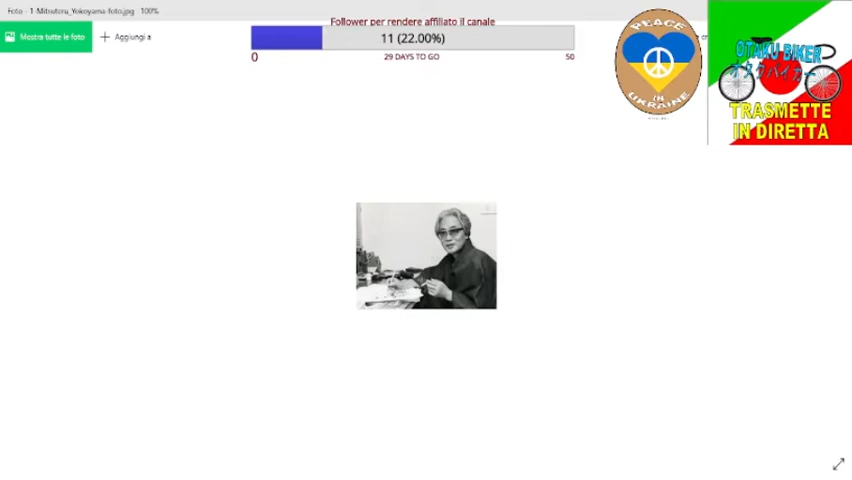 Foto - 1-Mitsuteru_Yokoyama-foto.jpg 100%
Mostra tutte le foto
Aggiungi a
Follower per rendere affiliato il canale
11 (22.00%)
0
29 DAYS TO GO
50
PEACE
IN
UKRAINE
OTAKU BIKER
オタクバイカー
TRASMETTE
IN DIRETTA